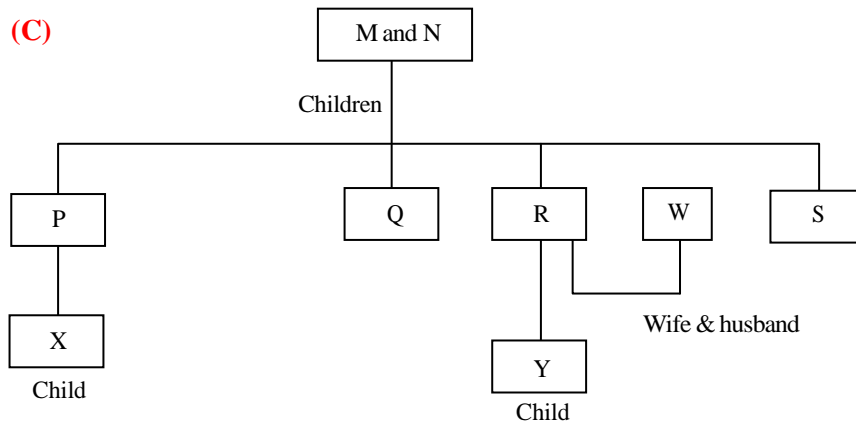 (C)
M and N
Children
P
Q
R
W
S
Wife & husband
X
Child
Y
Child